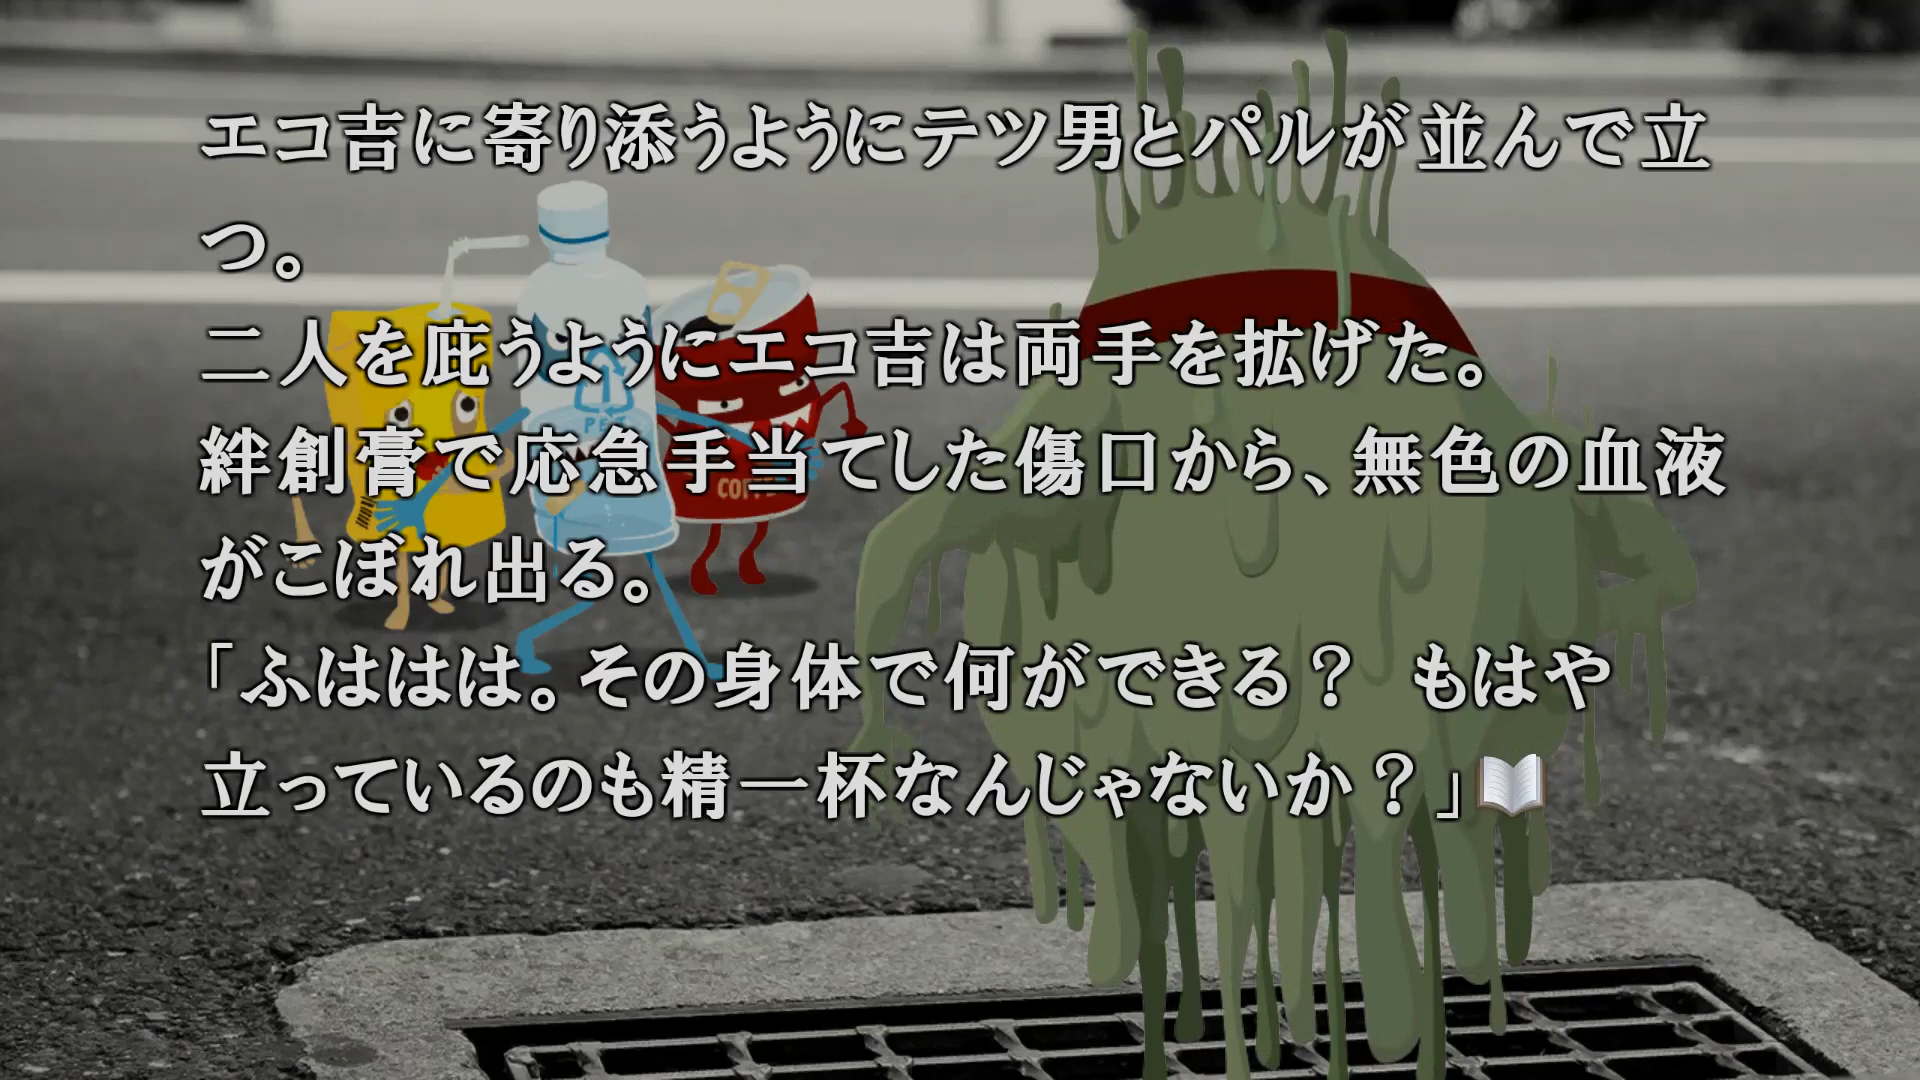 エコ吉に寄り添うようにテツ男とパルが並んで立
つ。
二人を庇うようにエコ吉は両手を拡げた。
絆創膏で応急手当てした傷口から、無色の血液
がこぼれ出る。
「ふははは。その身体で何ができる？　もはや
立っているのも精一杯なんじゃないか？」
PET